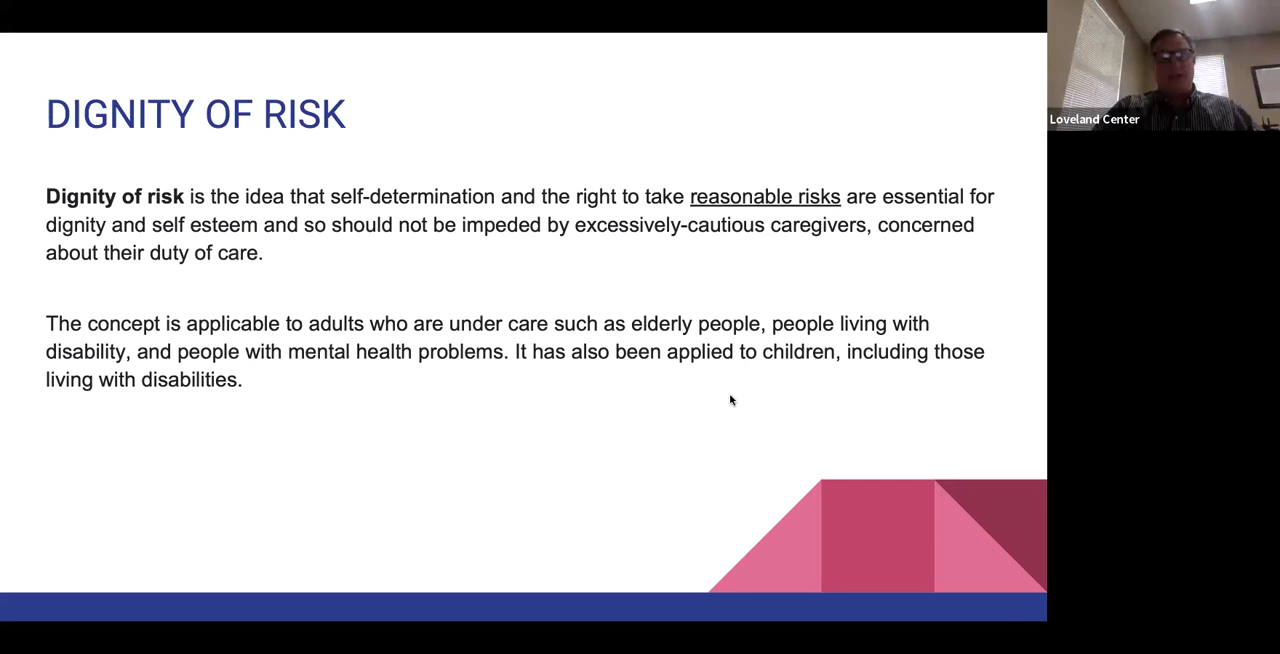 DIGNITY OF RISK
Dignity of risk is the idea that self-determination and the right to take reasonable risks are essential for
dignity and self esteem and so should not be impeded by excessively-cautious caregivers, concerned
about their duty of care.
The concept is applicable to adults who are under care such as elderly people, people living with
disability, and people with mental health problems. It has also been applied to children, including those
living with disabilities.
Loveland Center